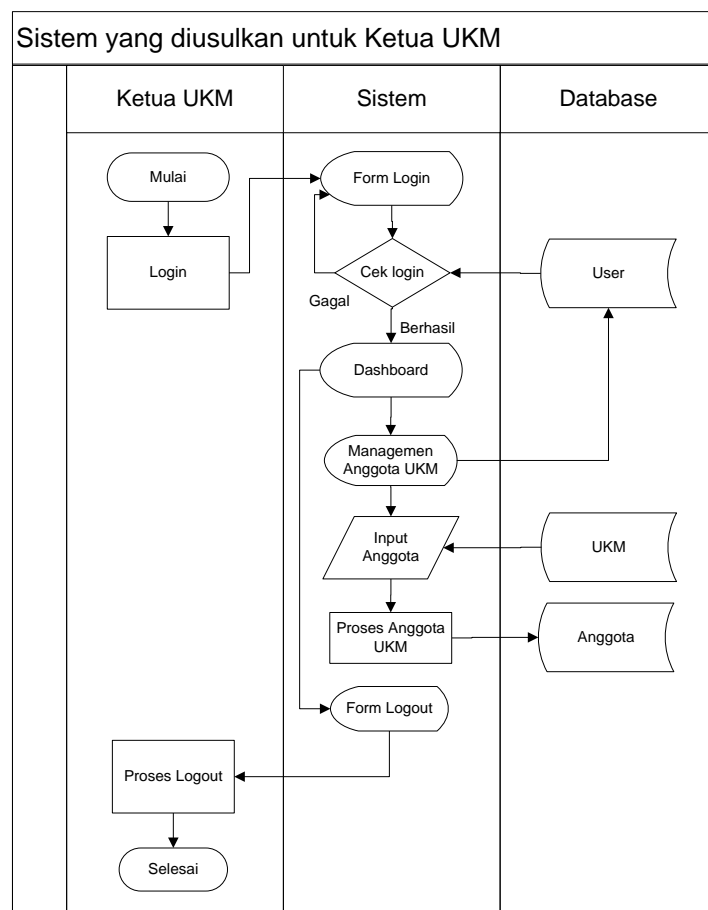 Sistem yang diusulkan untuk Ketua UKM
Ketua UKM
Sistem
Database
Mulai
Form Login
Login
Cek login
User
Gagal
Berhasil
Dashboard
Managemen
Anggota UKM
Input
Anggota
UKM
Proses Anggota
UKM
Anggota
Form Logout
Proses Logout
Selesai